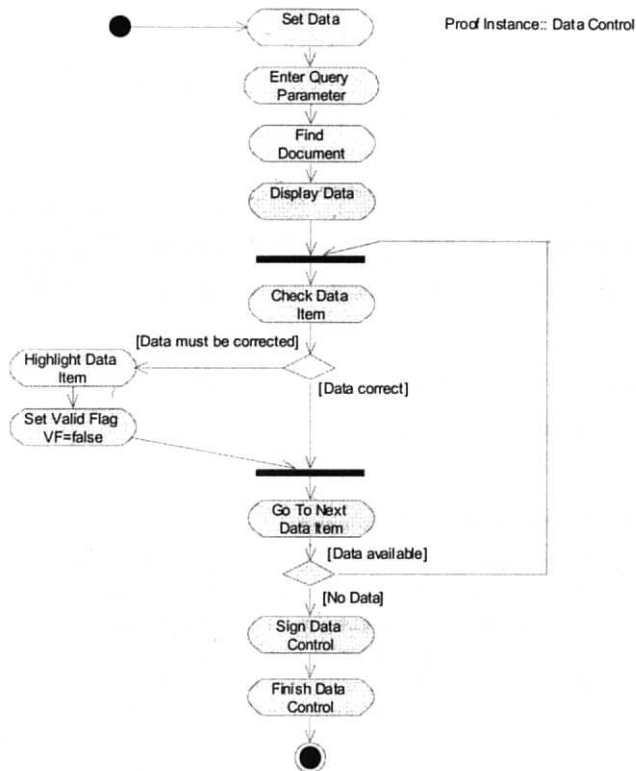 Set Data
Proof Instance:: Data Control
Enter Query
Parameter
Find
Document
Display Data
Check Data
Item
[Data must be corrected]
Highlight Data
Item
[Data correct]
Set Valid Flag
VF=false
Go To Next
Data Item
[Data available]
[No Data]
Sign Data
Control
Finish Data
Control